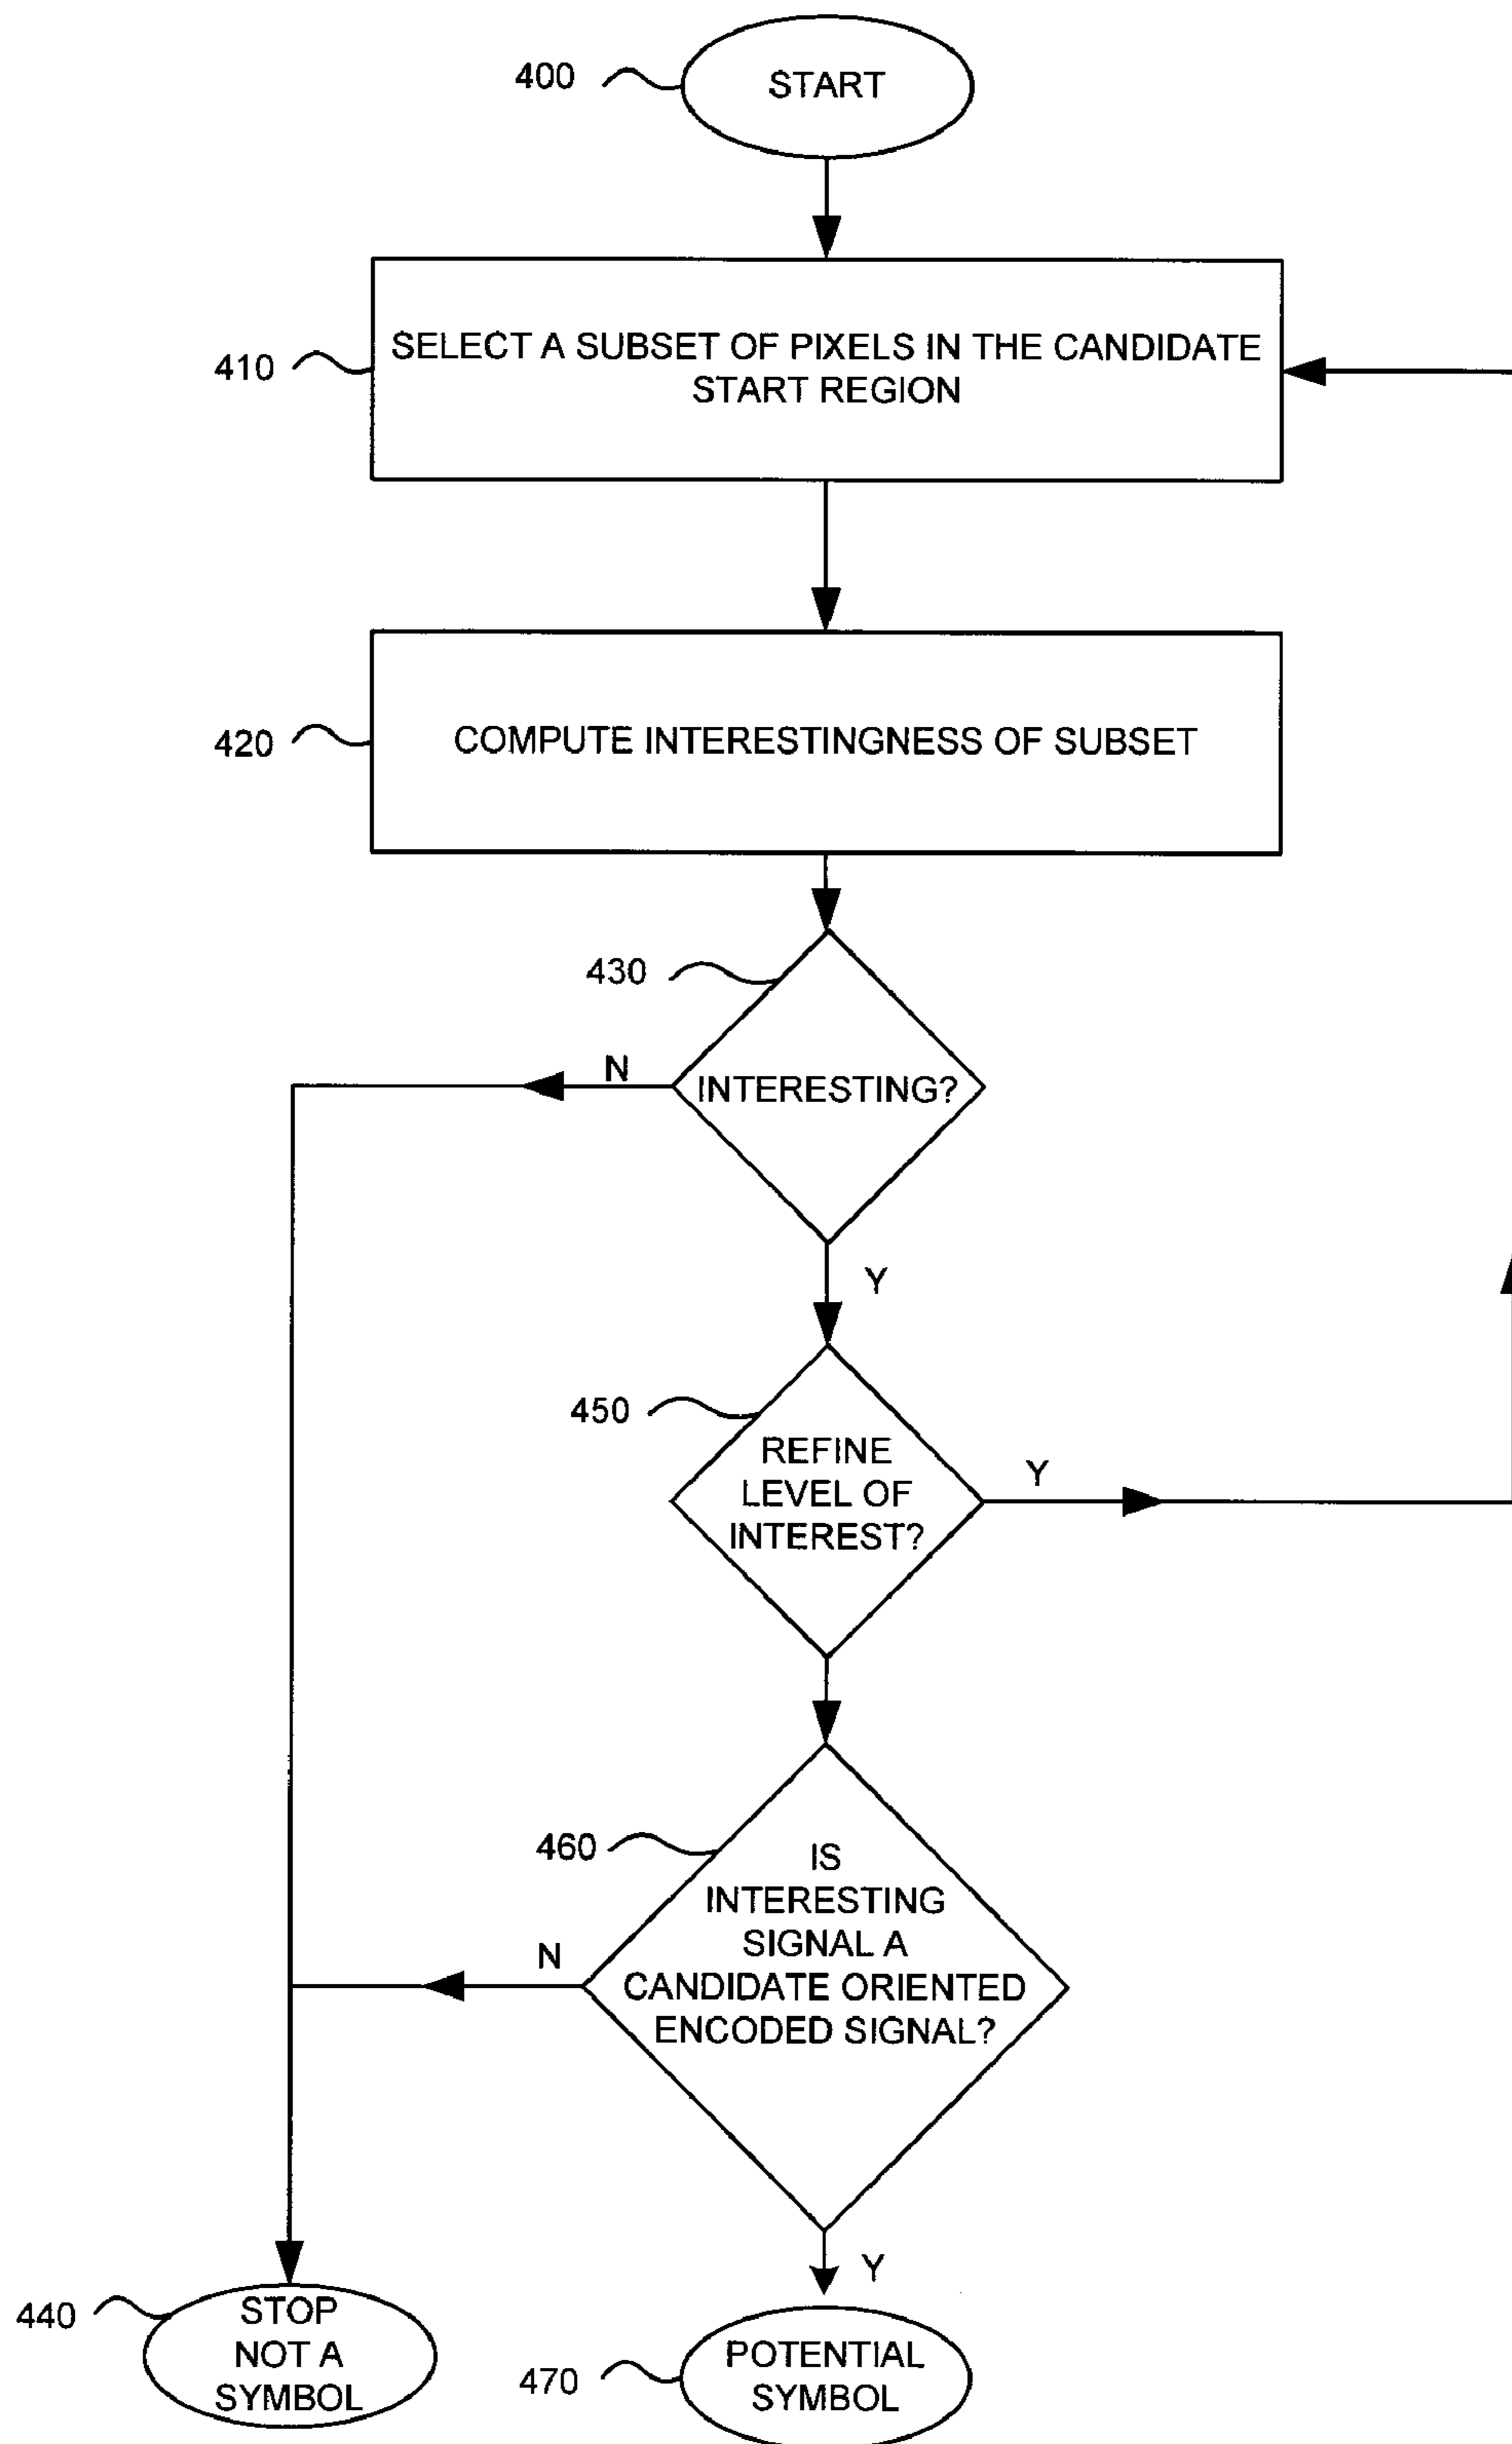 400
START
410
SELECT A SUBSET OF PIXELS IN THE CANDIDATE
START REGION
420
COMPUTE INTERESTINGNESS OF SUBSET
430
N
INTERESTING?
Y
450
REFINE
LEVEL OF
INTEREST?
Y
460
IS
INTERESTING
SIGNAL A
CANDIDATE ORIENTED
ENCODED SIGNAL?
N
Y
440
STOP
NOT A
SYMBOL
470
POTENTIAL
SYMBOL